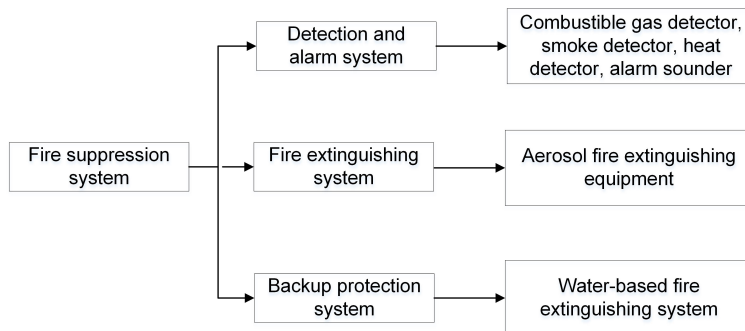 Detection and
alarm system
Combustible gas detector,
smoke detector, heat
detector, alarm sounder
Fire suppression
system
Fire extinguishing
system
Aerosol fire extinguishing
equipment
Backup protection
system
Water-based fire
extinguishing system